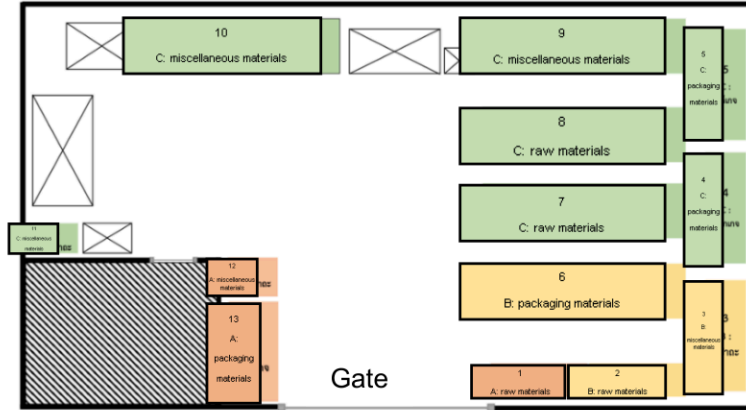 10
C: miscellaneous materials
9
C: miscellaneous materials
5
C:
packaging
materials
8
C: raw materials
4
C:
packaging
materials
7
C: raw materials
11
C: miscellaneous
materials
12
A: miscellaneous
materials
6
B: packaging materials
3
B:
miscellaneous
materials
13
A:
packaging
materials
1
A: raw materials
2
B: raw materials
Gate